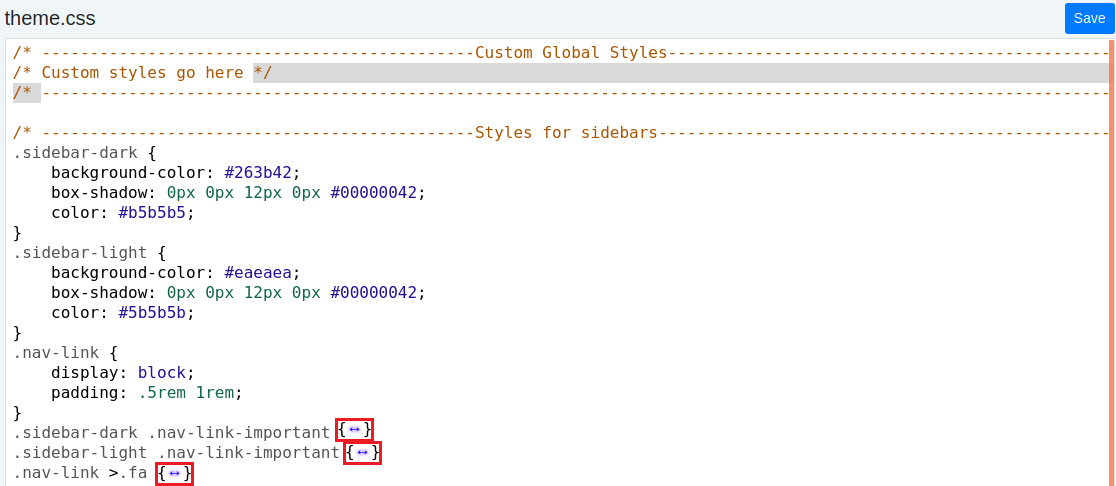 theme.css
Save
/* ---------------------------------------------Custom Global Styles----------------------------------------------
/* Custom styles go here */
/* ---------------------------------------------------------------------------------------------------------------
/* ---------------------------------------------Styles for sidebars-----------------------------------------------
.sidebar-dark {
    background-color: #263b42;
    box-shadow: 0px 0px 12px 0px #00000042;
    color: #b5b5b5;
}
.sidebar-light {
    background-color: #eaeaea;
    box-shadow: 0px 0px 12px 0px #00000042;
    color: #5b5b5b;
}
.nav-link {
    display: block;
    padding: .5rem 1rem;
}
.sidebar-dark .nav-link-important {↔}
.sidebar-light .nav-link-important {↔}
.nav-link >.fa {↔}